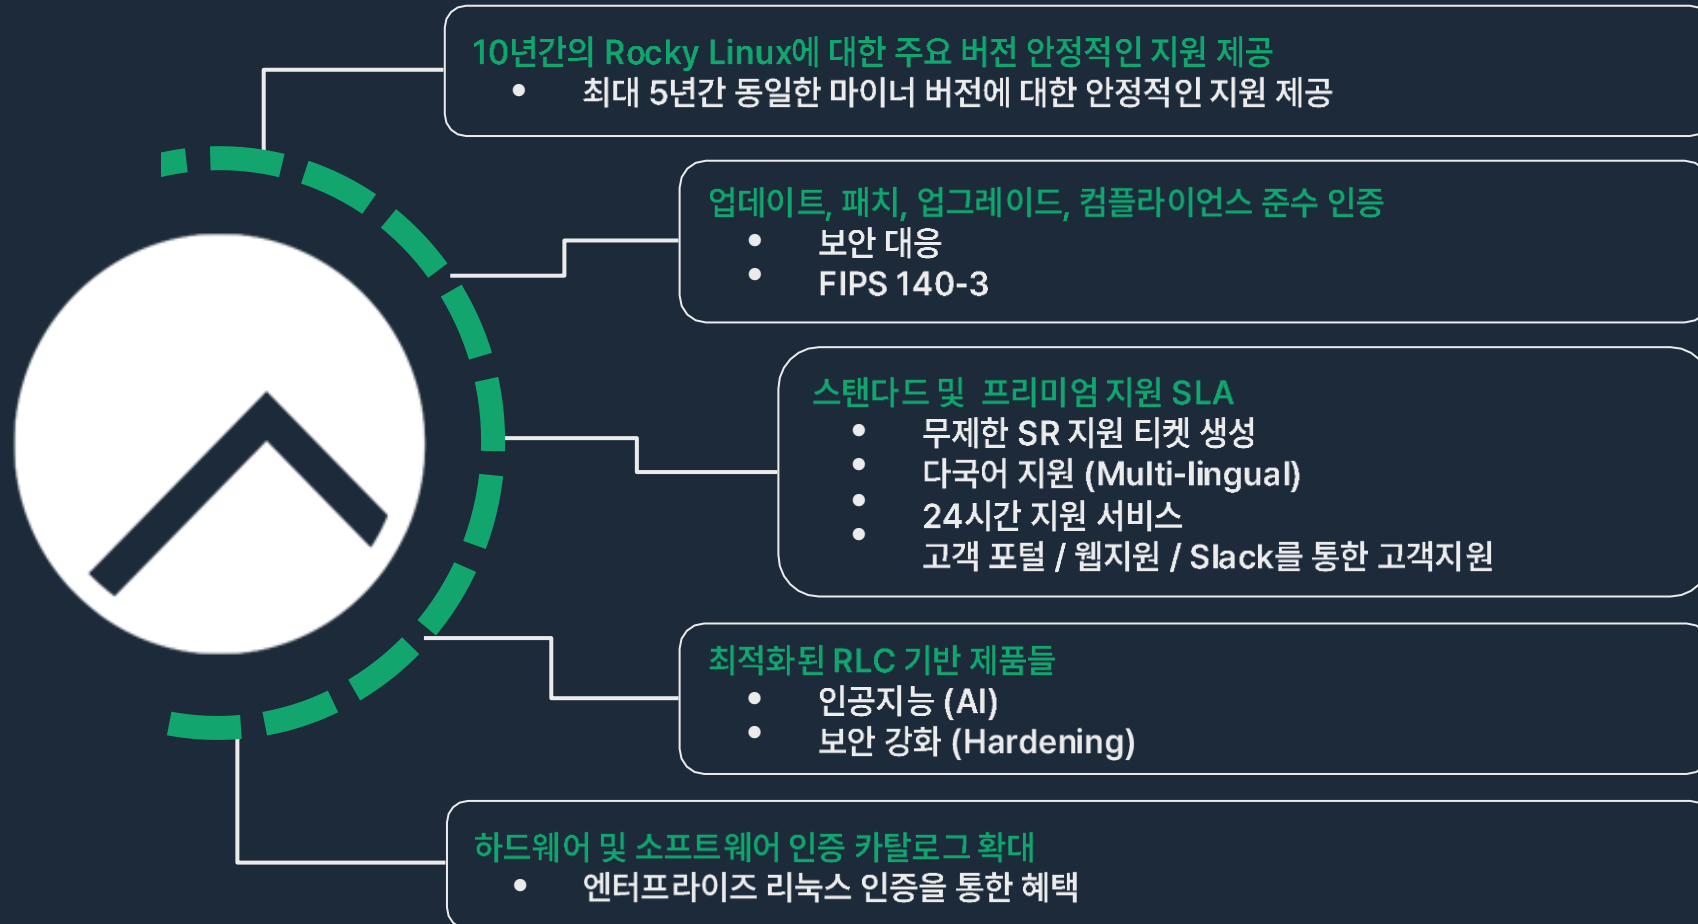 10년간의 Rocky Linux에 대한 주요 버전 안정적인 지원 제공
• 최대 5년간 동일한 마이너 버전에 대한 안정적인 지원 제공
업데이트, 패치, 업그레이드, 컴플라이언스 준수 인증
• 보안 대응
• FIPS 140-3
스탠다드 및 프리미엄 지원 SLA
• 무제한 SR 지원 티켓 생성
• 다국어 지원 (Multi-lingual)
• 24시간 지원 서비스
• 고객 포털 / 웹지원 / Slack를 통한 고객지원
최적화된 RLC 기반 제품들
• 인공지능 (AI)
• 보안 강화 (Hardening)
하드웨어 및 소프트웨어 인증 카탈로그 확대
• 엔터프라이즈 리눅스 인증을 통한 혜택